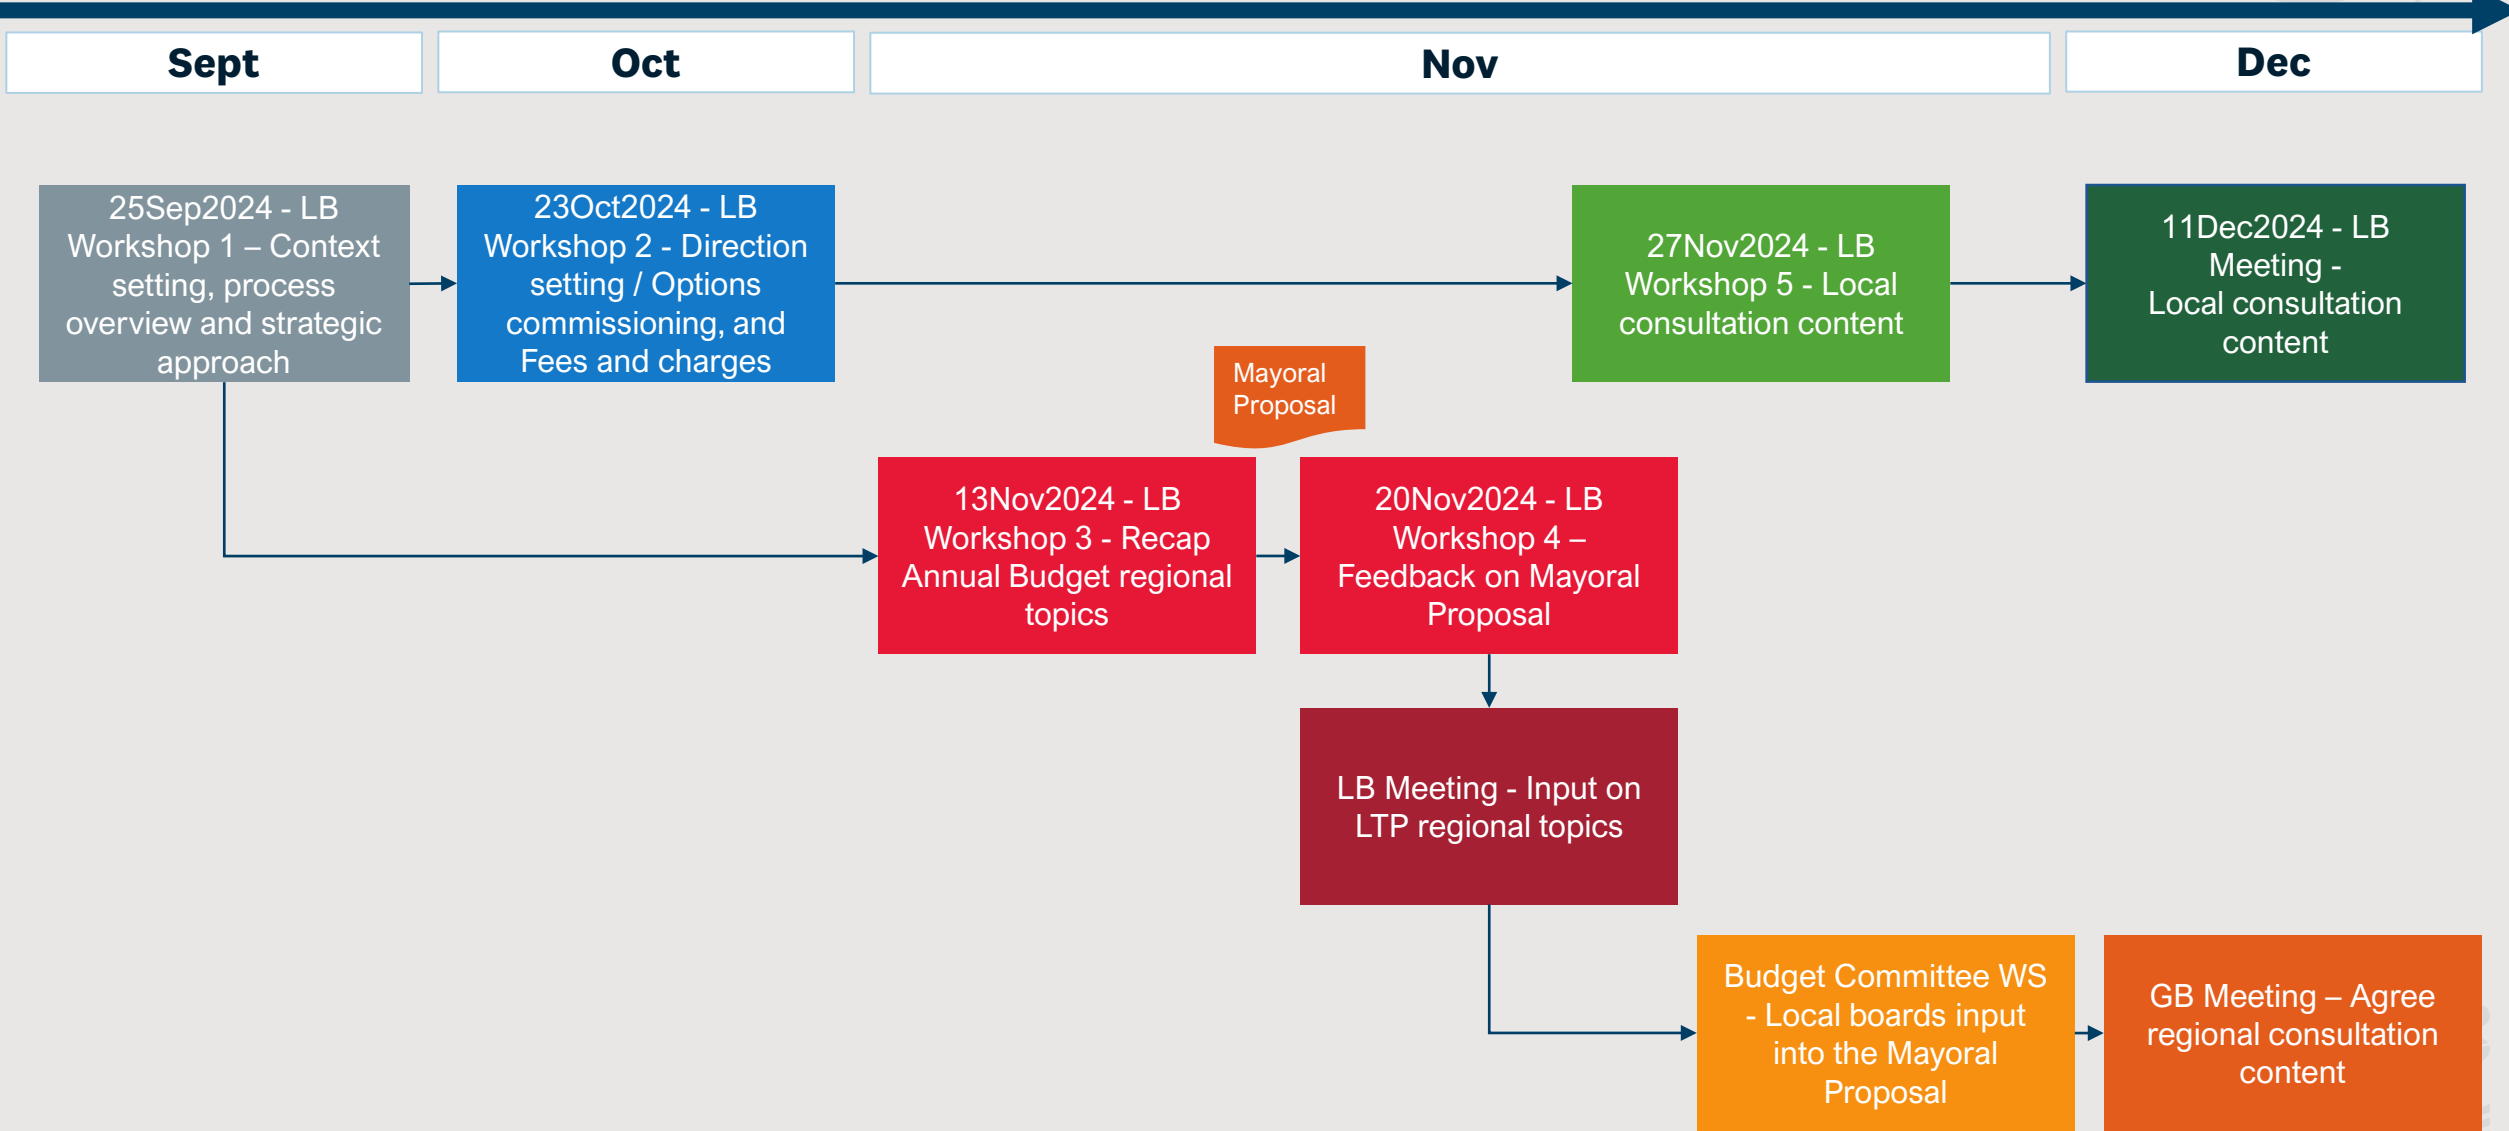 Sept
Oct
Nov
Dec
25Sep2024 - LB
Workshop 1 – Context
setting, process
overview and strategic
approach
23Oct2024 - LB
Workshop 2 - Direction
setting / Options
commissioning, and
Fees and charges
27Nov2024 - LB
Workshop 5 - Local
consultation content
11Dec2024 - LB
Meeting -
Local consultation
content
Mayoral
Proposal
13Nov2024 - LB
Workshop 3 - Recap
Annual Budget regional
topics
20Nov2024 - LB
Workshop 4 –
Feedback on Mayoral
Proposal
LB Meeting - Input on
LTP regional topics
Budget Committee WS
- Local boards input
into the Mayoral
Proposal
GB Meeting – Agree
regional consultation
content